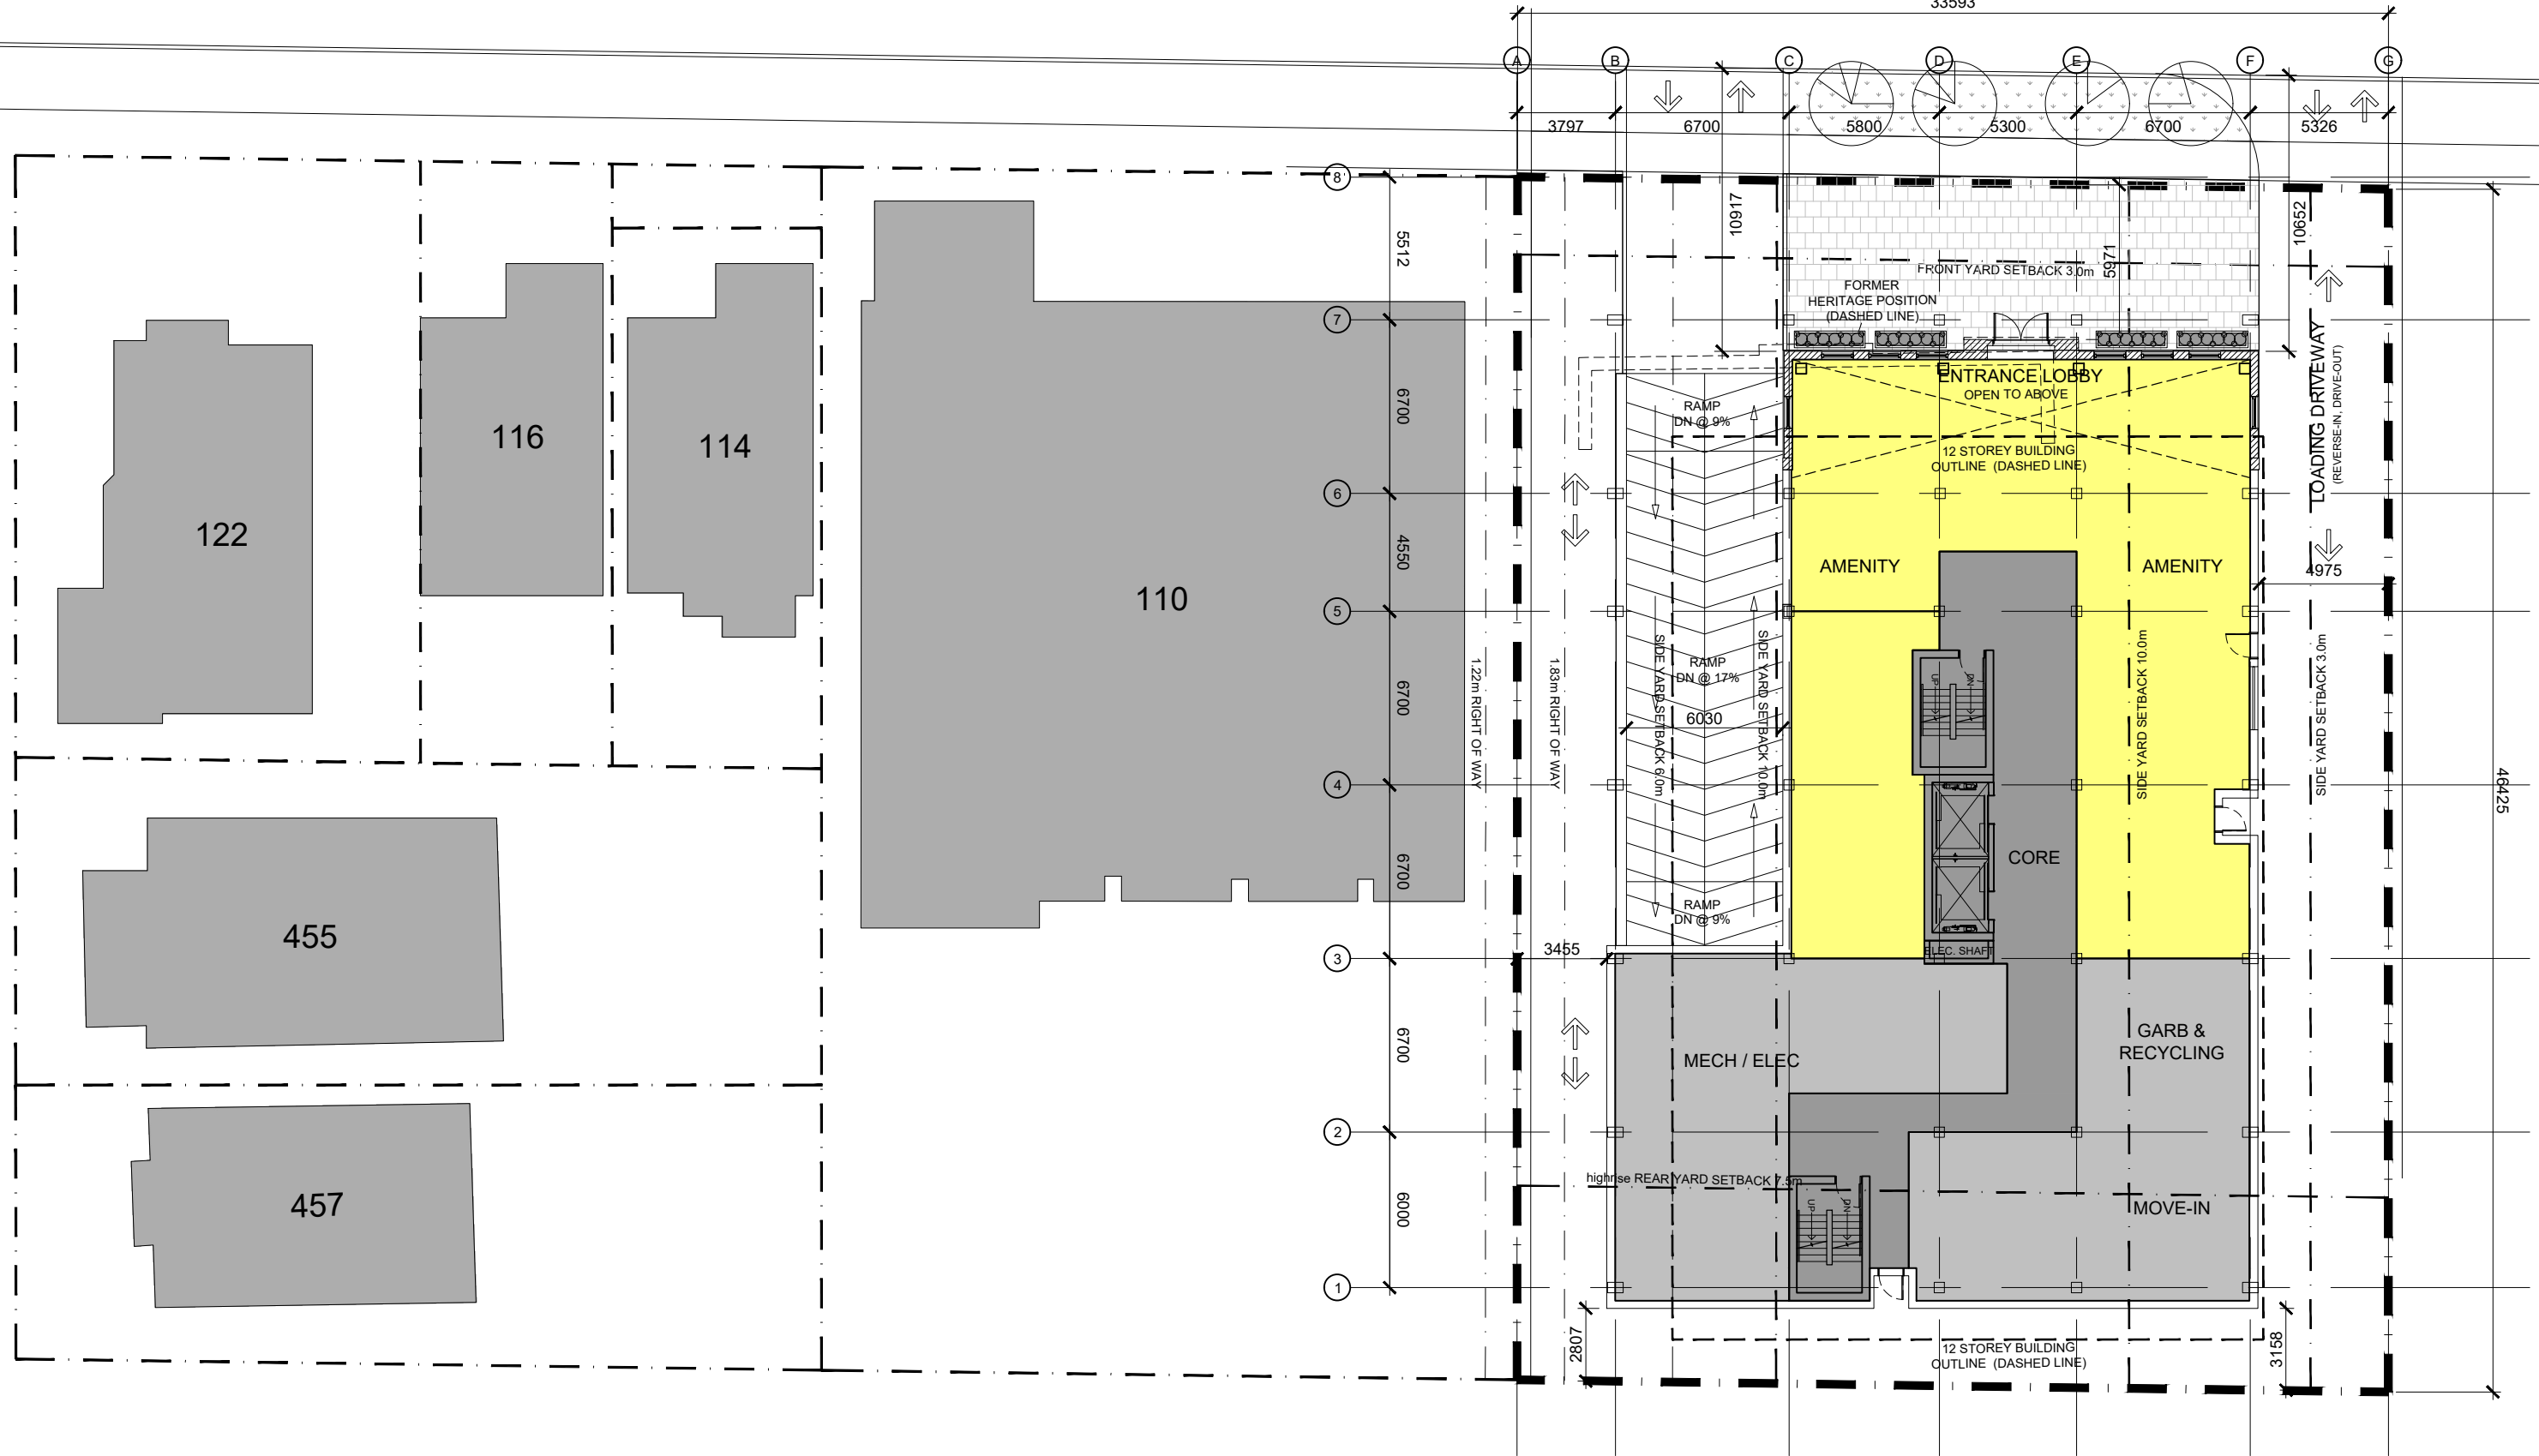 33593
A
B
C
D
E
F
G
3797
6700
5800
5300
6700
5326
8
5512
10917
5971
10652
FRONT YARD SETBACK 3.0m
FORMER
HERITAGE POSITION
(DASHED LINE)
7
ENTRANCE LOBBY
OPEN TO ABOVE
LOADING DRIVEWAY
(REVERSE-IN, DRIVE-OUT)
6700
RAMP
DN @ 9%
12 STOREY BUILDING
OUTLINE (DASHED LINE)
116
114
6
122
4550
AMENITY
AMENITY
4975
110
5
1.22m RIGHT OF WAY
1.83m RIGHT OF WAY
SIDE YARD SETBACK 6.0m
RAMP
DN @ 17%
SIDE YARD SETBACK 10.0m
UP
DN
SIDE YARD SETBACK 10.0m
SIDE YARD SETBACK 3.0m
6700
6030
4
46425
6700
CORE
RAMP
DN @ 9%
455
3
3455
ELEC. SHAFT
6700
MECH / ELEC
GARB &
RECYCLING
2
highrise REAR YARD SETBACK 7.5m
457
6000
UP
DN
MOVE-IN
1
2807
12 STOREY BUILDING
OUTLINE (DASHED LINE)
3158